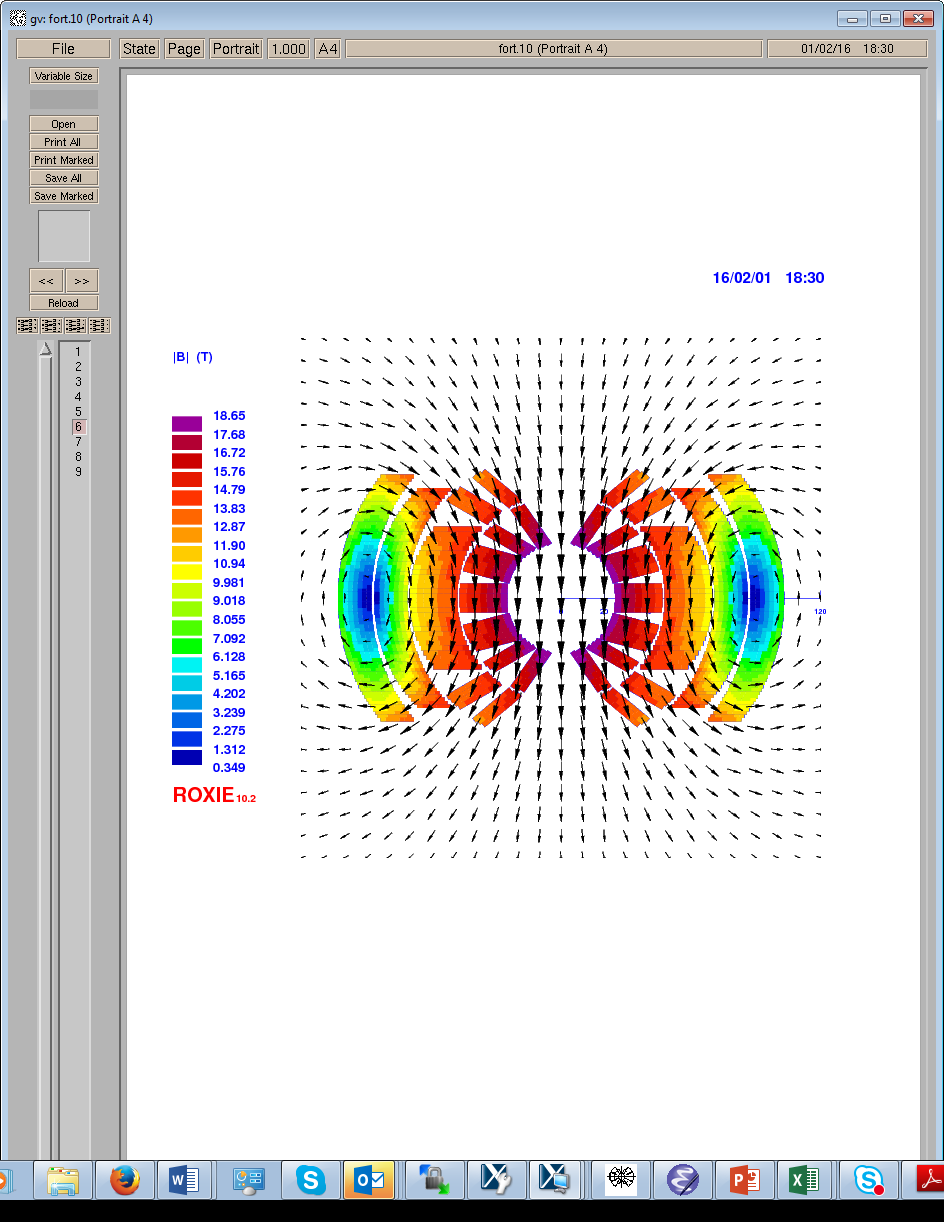 gv: fort.10 (Portrait A 4)
File State Page Portrait 1.000 A4 fort.10 (Portrait A 4) 01/02/16 18:30
Variable Size
Open
Print All
Print Marked
Save All
Save Marked
<< >>
Reload
1
2
3
4
5
6
7
8
9
16/02/01 18:30
|B| (T)
18.65
17.68
16.72
15.76
14.79
13.83
12.87
11.90
10.94
9.981
9.018
8.055
7.092
6.128
5.165
4.202
3.239
2.275
1.312
0.349
ROXIE 10.2
120